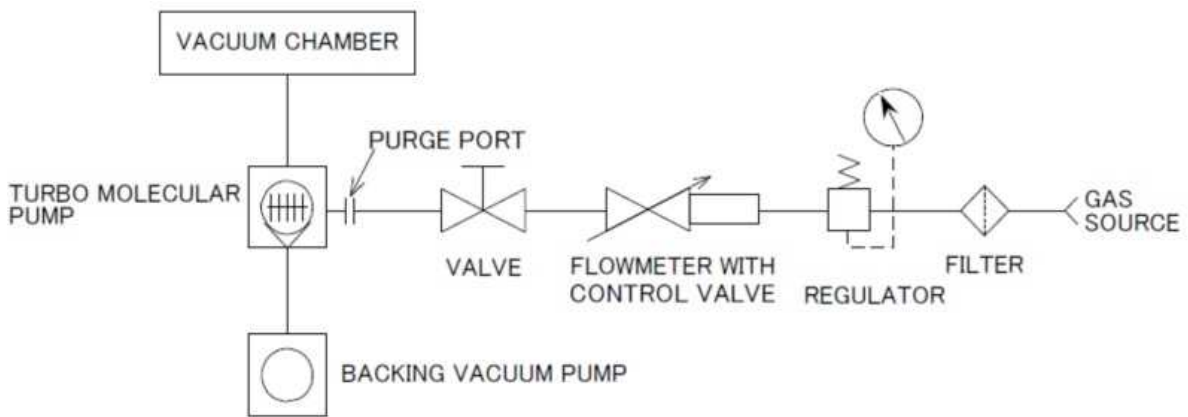 VACUUM CHAMBER
PURGE PORT
TURBO MOLECULAR
PUMP
GAS
SOURCE
VALVE
FLOWMETER WITH
CONTROL VALVE
REGULATOR
FILTER
BACKING VACUUM PUMP